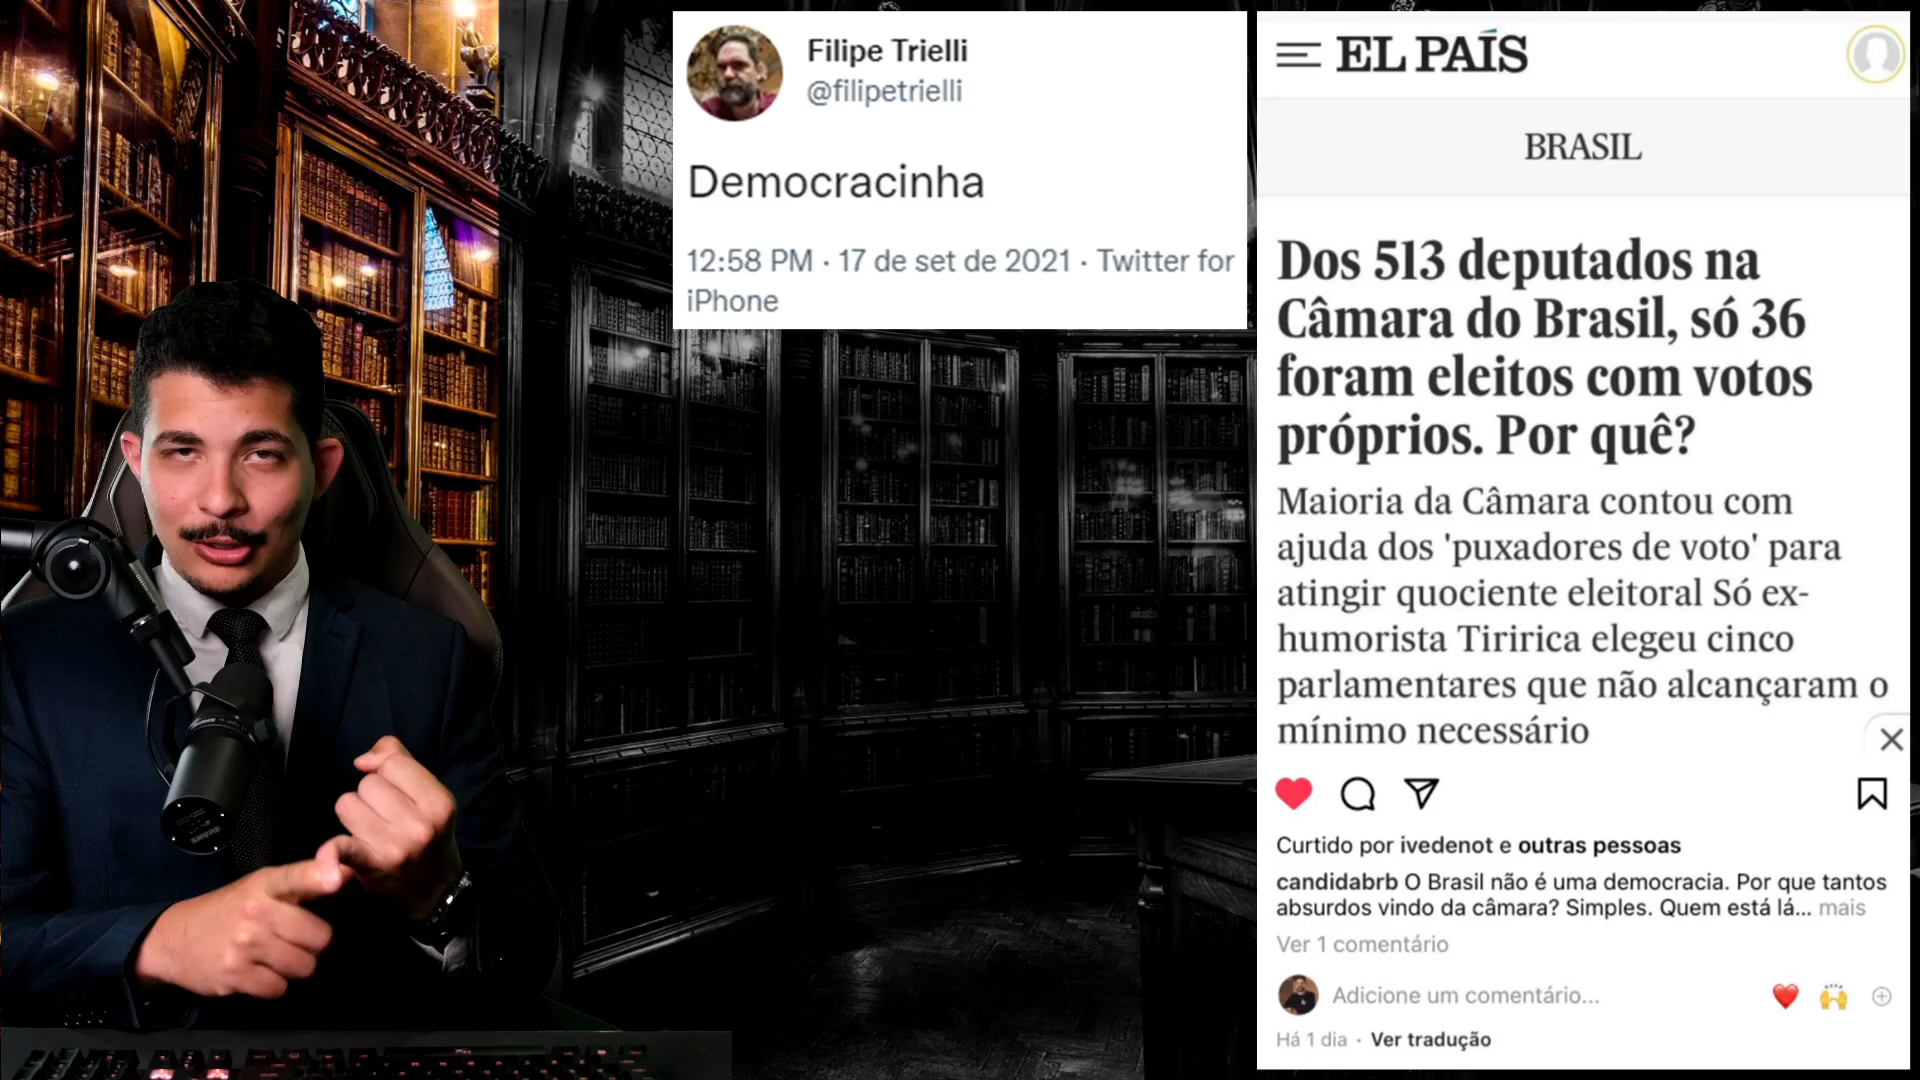 Filipe Trielli
@filipetrielli
Democracinha
12:58 PM · 17 de set de 2021 · Twitter for
iPhone
EL PAÍS
BRASIL
Dos 513 deputados na
Câmara do Brasil, só 36
foram eleitos com votos
próprios. Por quê?
Maioria da Câmara contou com
ajuda dos 'puxadores de voto' para
atingir quociente eleitoral Só ex-
humorista Tiririca elegeu cinco
parlamentares que não alcançaram o
mínimo necessário
Curtido por ivedenot e outras pessoas
candidabrb O Brasil não é uma democracia. Por que tantos
absurdos vindo da câmara? Simples. Quem está lá... mais
Ver 1 comentário
Adicione um comentário...
Há 1 dia · Ver tradução
SHURE